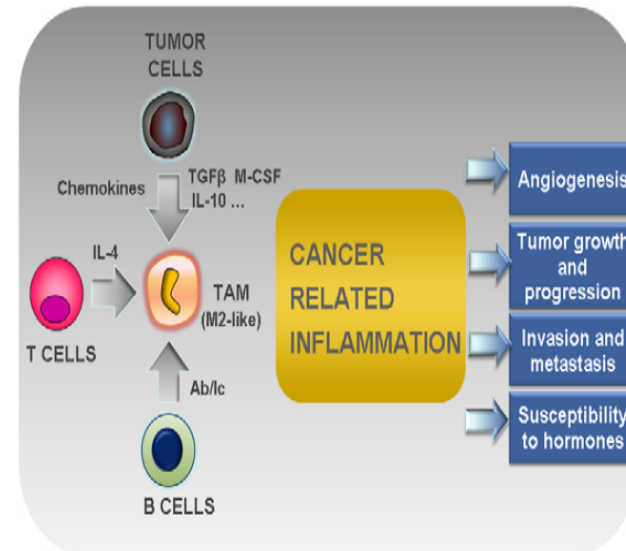 TUMOR
CELLS
Chemokines
TGFβ M-CSF
IL-10 ...
IL-4
T CELLS
TAM
(M2-like)
Ab/Ic
B CELLS
CANCER
RELATED
INFLAMMATION
Angiogenesis
Tumor growth
and
progression
Invasion and
metastasis
Susceptibility
to hormones